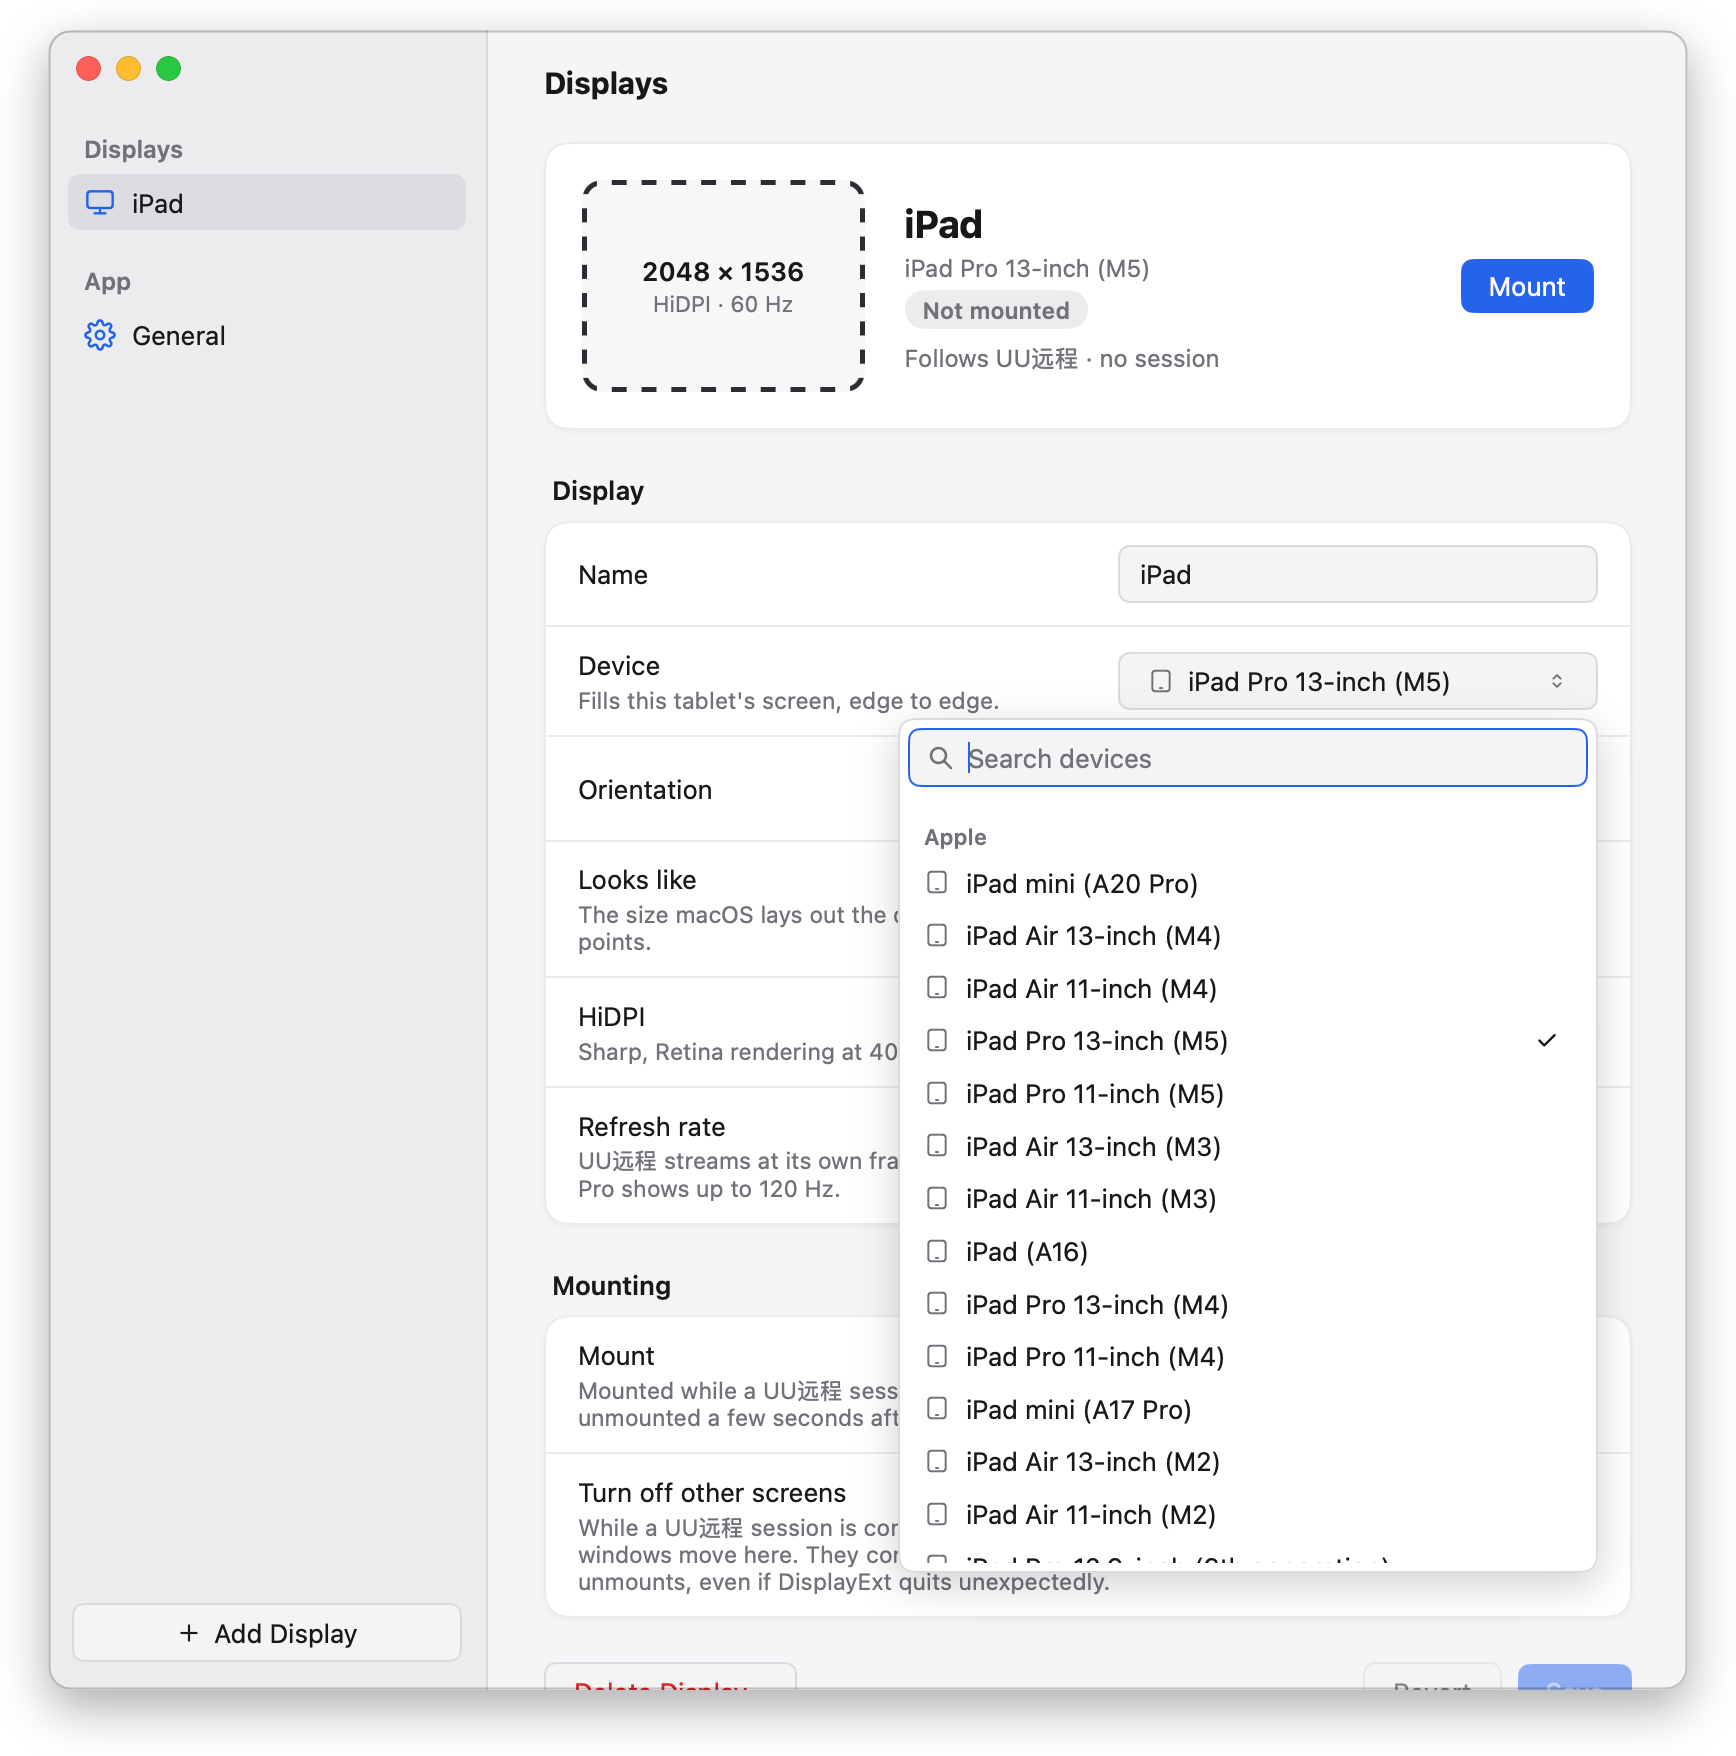 Displays
iPad
App
General
Add Display
Displays
2048 × 1536
HiDPI · 60 Hz
iPad
iPad Pro 13-inch (M5)
Not mounted
Follows UU远程 · no session
Mount
Display
Name
iPad
Device
Fills this tablet's screen, edge to edge.
iPad Pro 13-inch (M5)
Search devices
Apple
iPad mini (A20 Pro)
iPad Air 13-inch (M4)
iPad Air 11-inch (M4)
iPad Pro 13-inch (M5)
iPad Pro 11-inch (M5)
iPad Air 13-inch (M3)
iPad Air 11-inch (M3)
iPad (A16)
iPad Pro 13-inch (M4)
iPad Pro 11-inch (M4)
iPad mini (A17 Pro)
iPad Air 13-inch (M2)
iPad Air 11-inch (M2)
Orientation
Looks like
The size macOS lays out the
points.
HiDPI
Sharp, Retina rendering at 40
Refresh rate
UU远程 streams at its own fra
Pro shows up to 120 Hz.
Mounting
Mount
Mounted while a UU远程 sess
unmounted a few seconds aft
Turn off other screens
While a UU远程 session is cor
windows move here. They cor
unmounts, even if DisplayExt quits unexpectedly.
Delete Display
Revert
Save